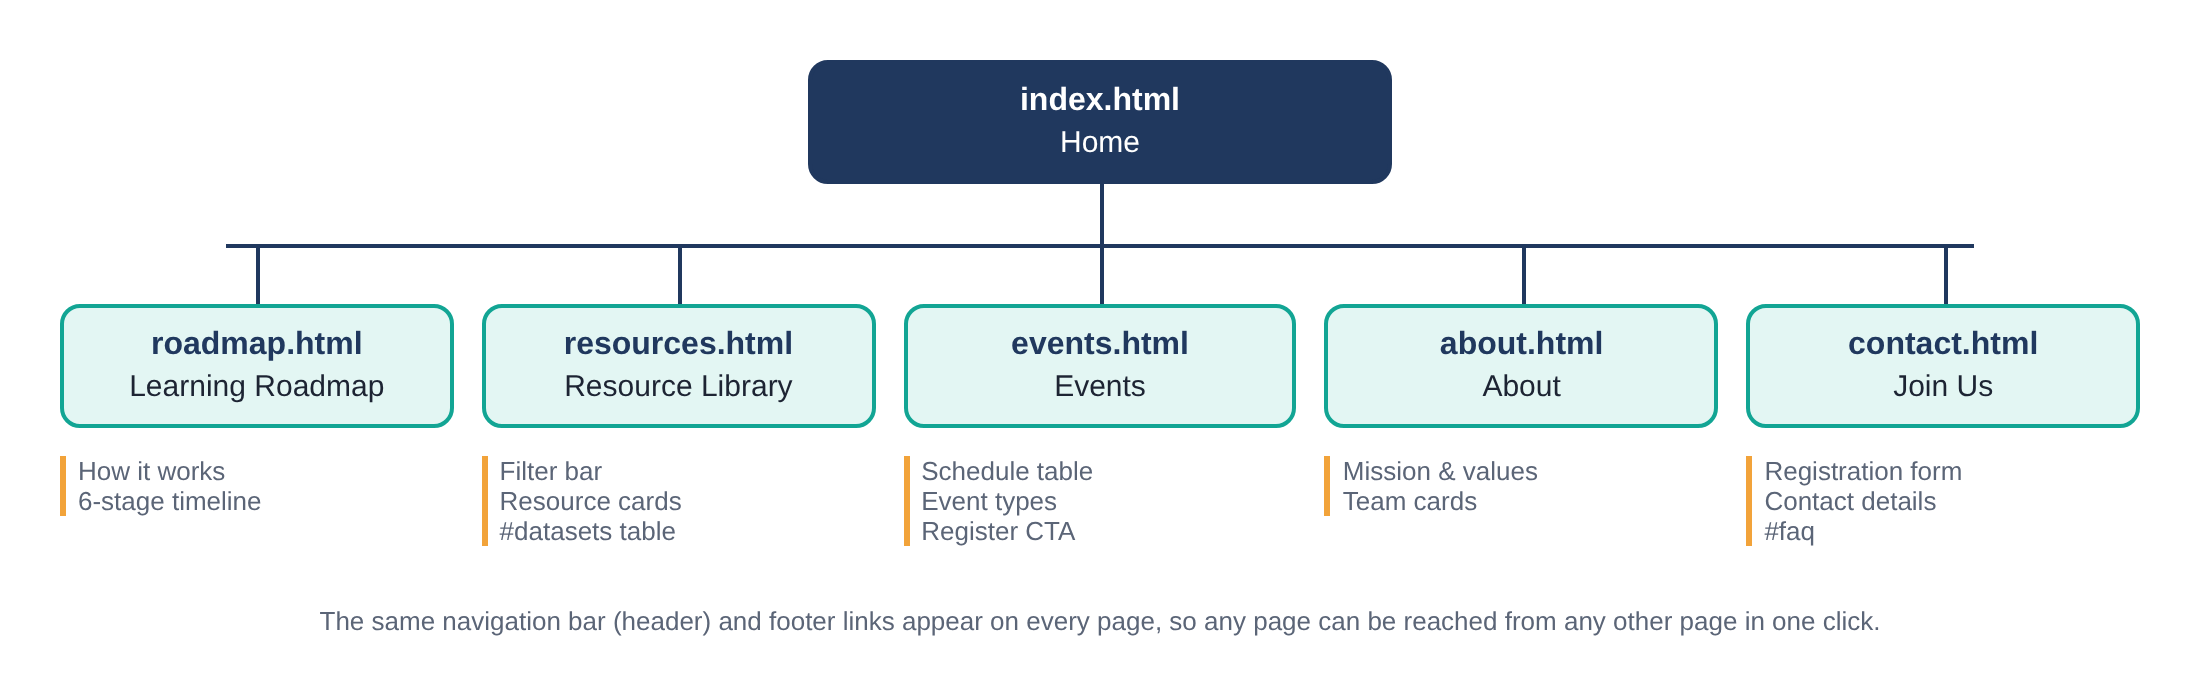 index.html
Home
roadmap.html
Learning Roadmap
How it works
6-stage timeline
resources.html
Resource Library
Filter bar
Resource cards
#datasets table
events.html
Events
Schedule table
Event types
Register CTA
about.html
About
Mission & values
Team cards
contact.html
Join Us
Registration form
Contact details
#faq
The same navigation bar (header) and footer links appear on every page, so any page can be reached from any other page in one click.